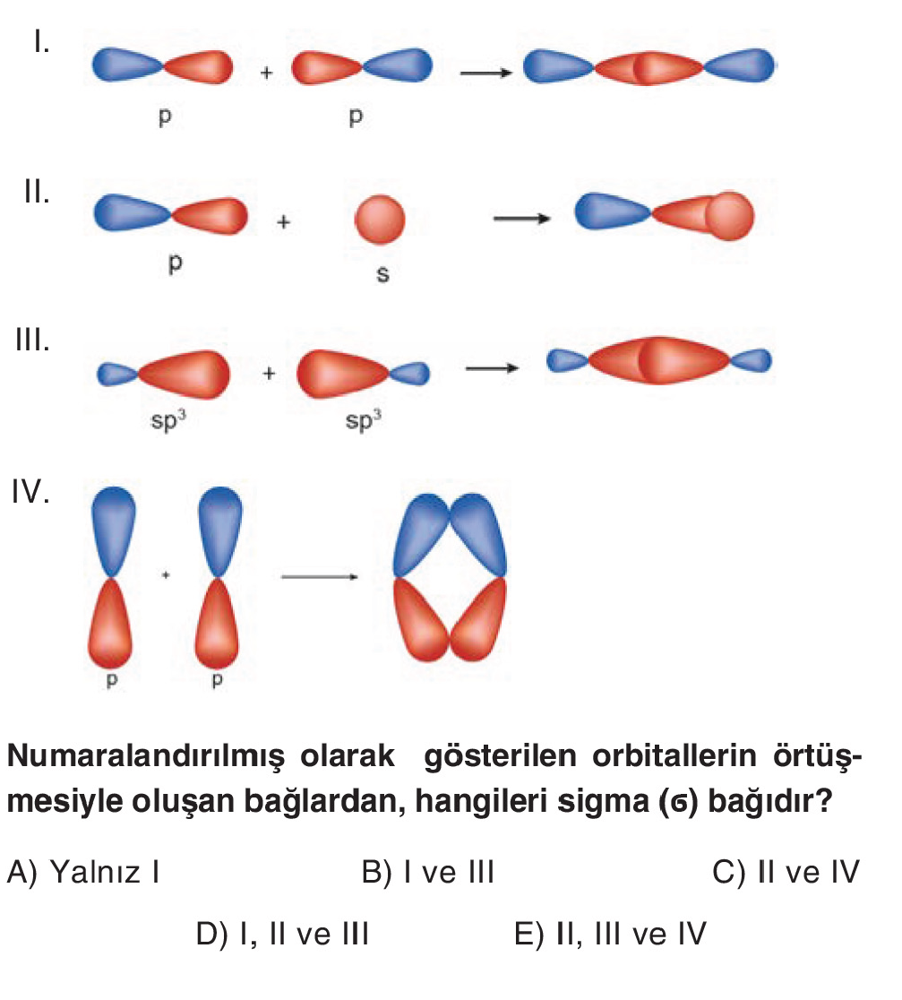 I.
+
p
p
II.
+
p
s
III.
+
sp³
sp³
IV.
+
p
p
Numaralandırılmış olarak gösterilen orbitallerin örtüş-
mesiyle oluşan bağlardan, hangileri sigma (ϭ) bağıdır?
A) Yalnız I
B) I ve III
C) II ve IV
D) I, II ve III
E) II, III ve IV